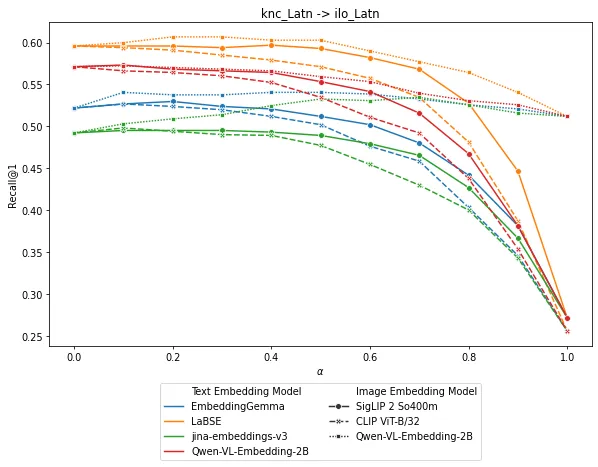 knc_Latn -> ilo_Latn
Recall@1
0.60
0.55
0.50
0.45
0.40
0.35
0.30
0.25
0.0 0.2 0.4 0.6 0.8 1.0
α
Text Embedding Model
EmbeddingGemma
LaBSE
jina-embeddings-v3
Qwen-VL-Embedding-2B
Image Embedding Model
SigLIP 2 So400m
CLIP ViT-B/32
Qwen-VL-Embedding-2B